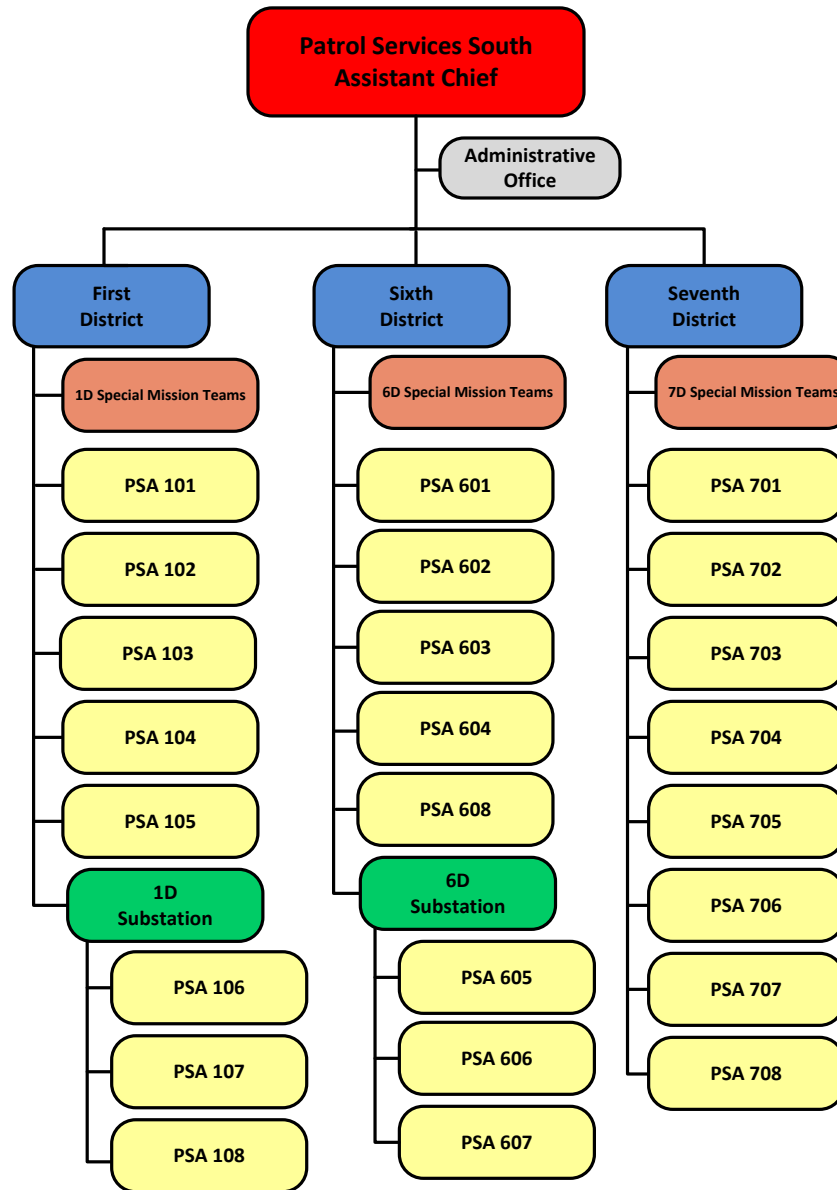 Patrol Services South
Assistant Chief
Administrative
Office
First
District
1D Special Mission Teams
PSA 101
PSA 102
PSA 103
PSA 104
PSA 105
1D
Substation
PSA 106
PSA 107
PSA 108
Sixth
District
6D Special Mission Teams
PSA 601
PSA 602
PSA 603
PSA 604
PSA 608
6D
Substation
PSA 605
PSA 606
PSA 607
Seventh
District
7D Special Mission Teams
PSA 701
PSA 702
PSA 703
PSA 704
PSA 705
PSA 706
PSA 707
PSA 708